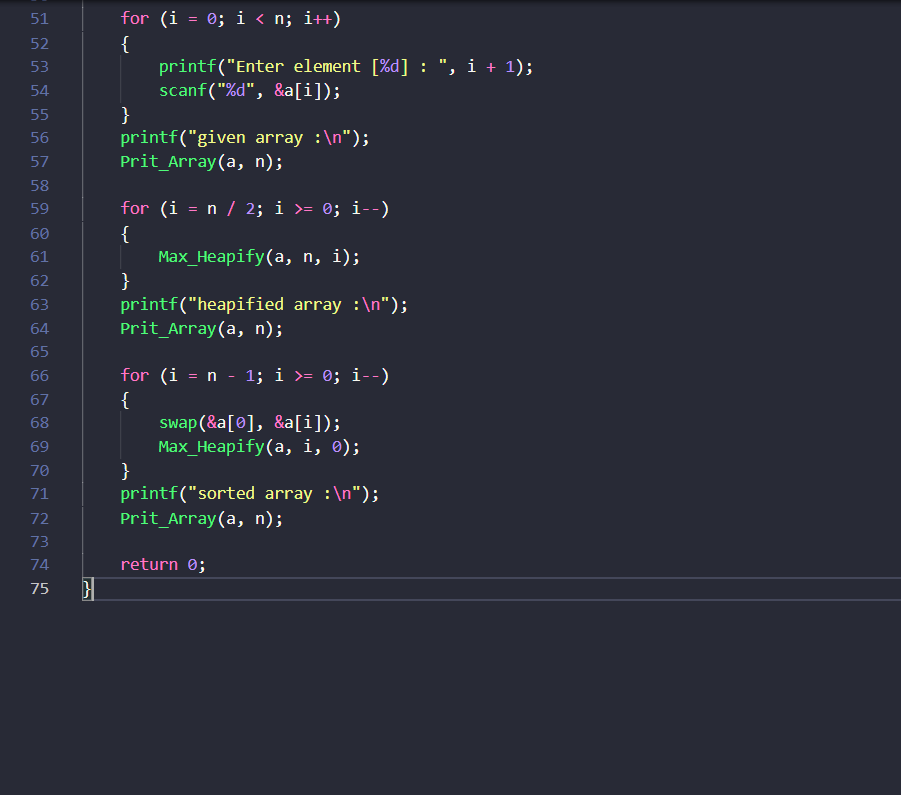 51 for (i = 0; i < n; i++)
52 {
53 printf("Enter element [%d] : ", i + 1);
54 scanf("%d", &a[i]);
55 }
56 printf("given array :\n");
57 Prit_Array(a, n);
58
59 for (i = n / 2; i >= 0; i--)
60 {
61 Max_Heapify(a, n, i);
62 }
63 printf("heapified array :\n");
64 Prit_Array(a, n);
65
66 for (i = n - 1; i >= 0; i--)
67 {
68 swap(&a[0], &a[i]);
69 Max_Heapify(a, i, 0);
70 }
71 printf("sorted array :\n");
72 Prit_Array(a, n);
73
74 return 0;
75 }